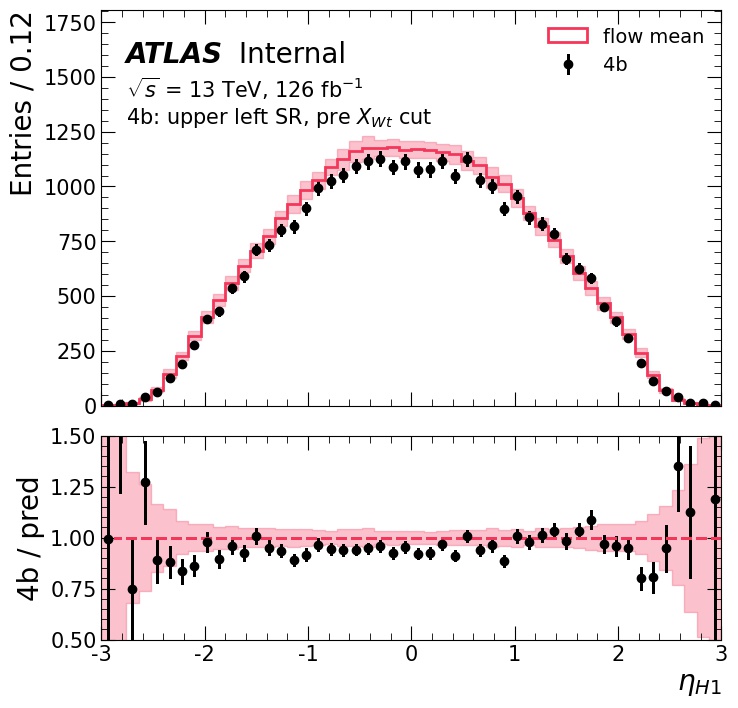 ATLAS Internal
√s = 13 TeV, 126 fb⁻¹
4b: upper left SR, pre X_Wt cut
flow mean
4b
Entries / 0.12
1750
1500
1250
1000
750
500
250
0
4b / pred
1.50
1.25
1.00
0.75
0.50
-3 -2 -1 0 1 2 3
η_H1